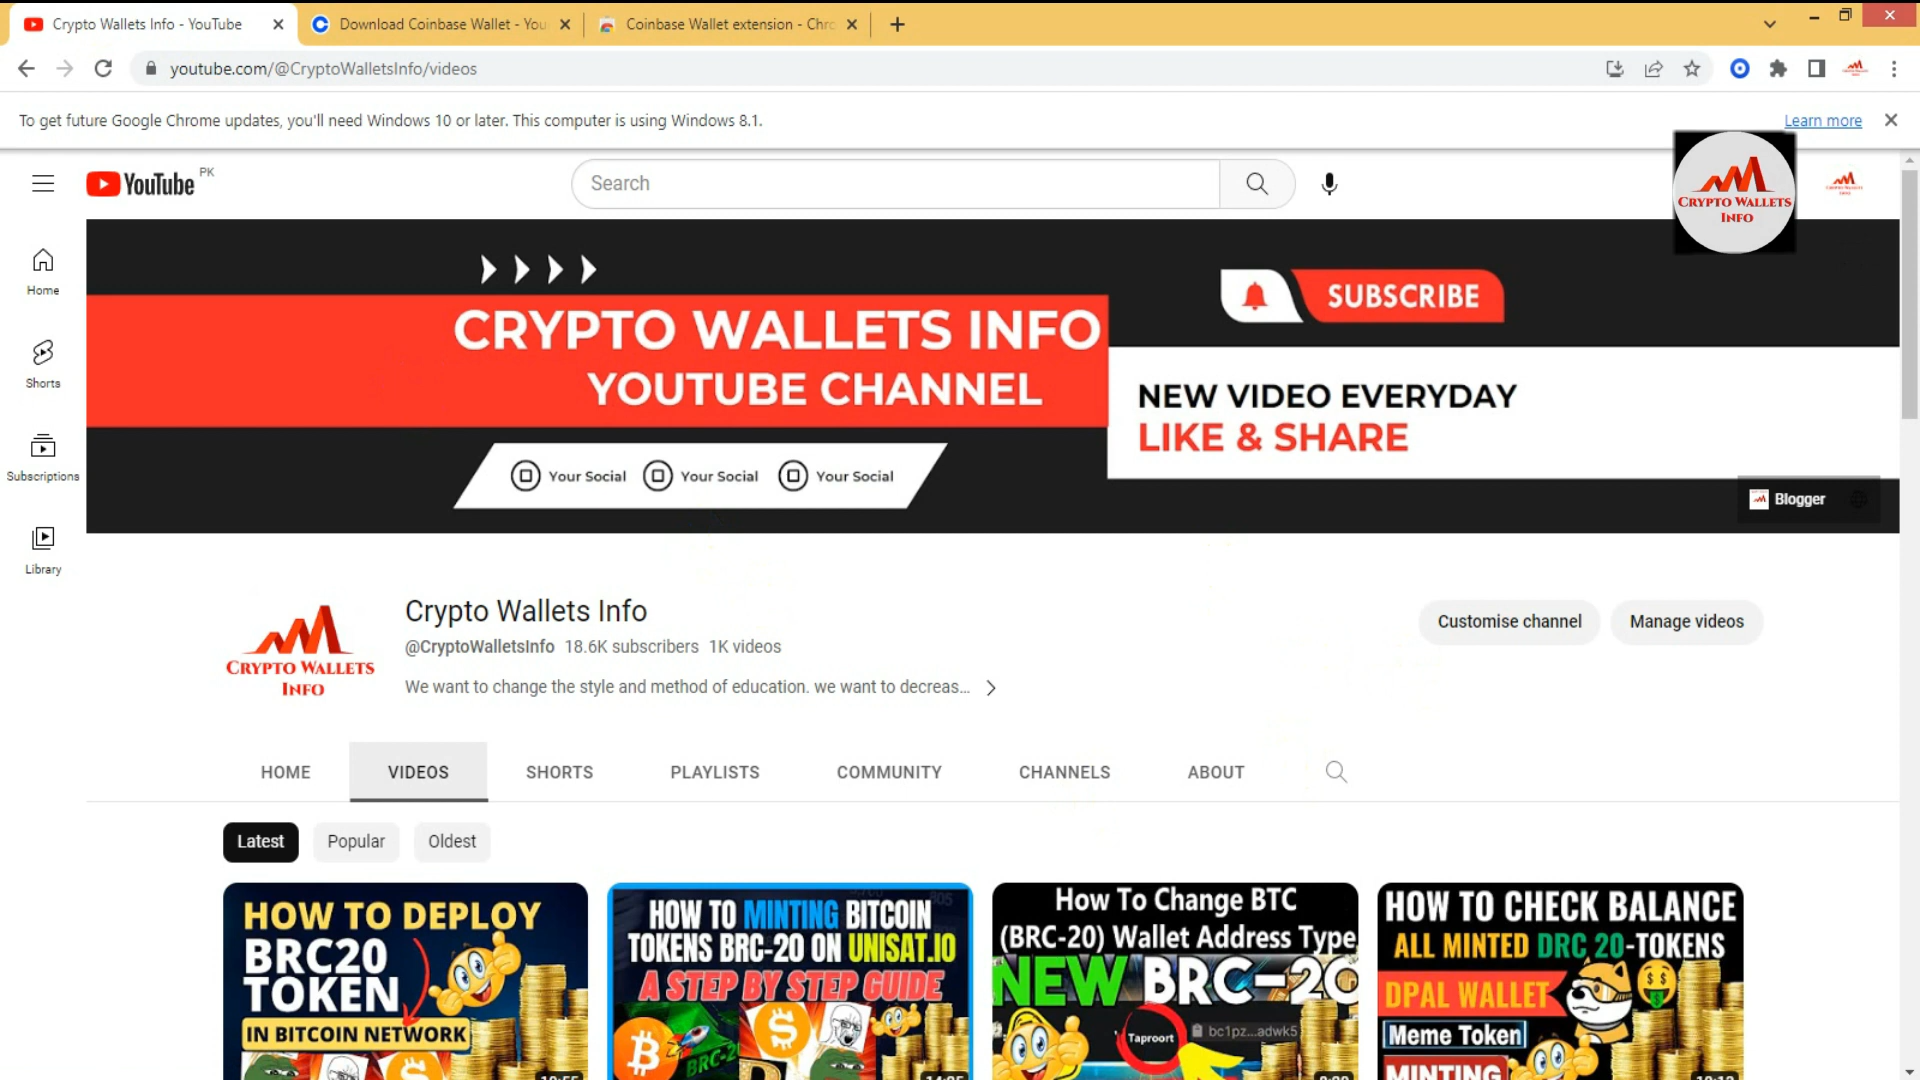 Crypto Wallets Info - YouTube
Download Coinbase Wallet - You
Coinbase Wallet extension - Chro
youtube.com/@CryptoWalletsInfo/videos
To get future Google Chrome updates, you'll need Windows 10 or later. This computer is using Windows 8.1.
Learn more
YouTube PK
Search
CRYPTO WALLETS
INFO
Home
Shorts
Subscriptions
Library
SUBSCRIBE
CRYPTO WALLETS INFO
YOUTUBE CHANNEL
NEW VIDEO EVERYDAY
LIKE & SHARE
Your Social Your Social Your Social
Blogger
CRYPTO WALLETS
INFO
Crypto Wallets Info
@CryptoWalletsInfo 18.6K subscribers 1K videos
We want to change the style and method of education. we want to decreas...
Customise channel
Manage videos
HOME VIDEOS SHORTS PLAYLISTS COMMUNITY CHANNELS ABOUT
Latest Popular Oldest
HOW TO DEPLOY
BRC20
TOKEN
IN BITCOIN NETWORK
HOW TO MINTING BITCOIN
TOKENS BRC-20 ON UNISAT.IO
A STEP BY STEP GUIDE
BRC-2
How To Change BTC
(BRC-20) Wallet Address Type
NEW BRC-20
Taproort
bc1pz...adwk5
HOW TO CHECK BALANCE
ALL MINTED DRC 20-TOKENS
DPAL WALLET
Meme Token
MINTING